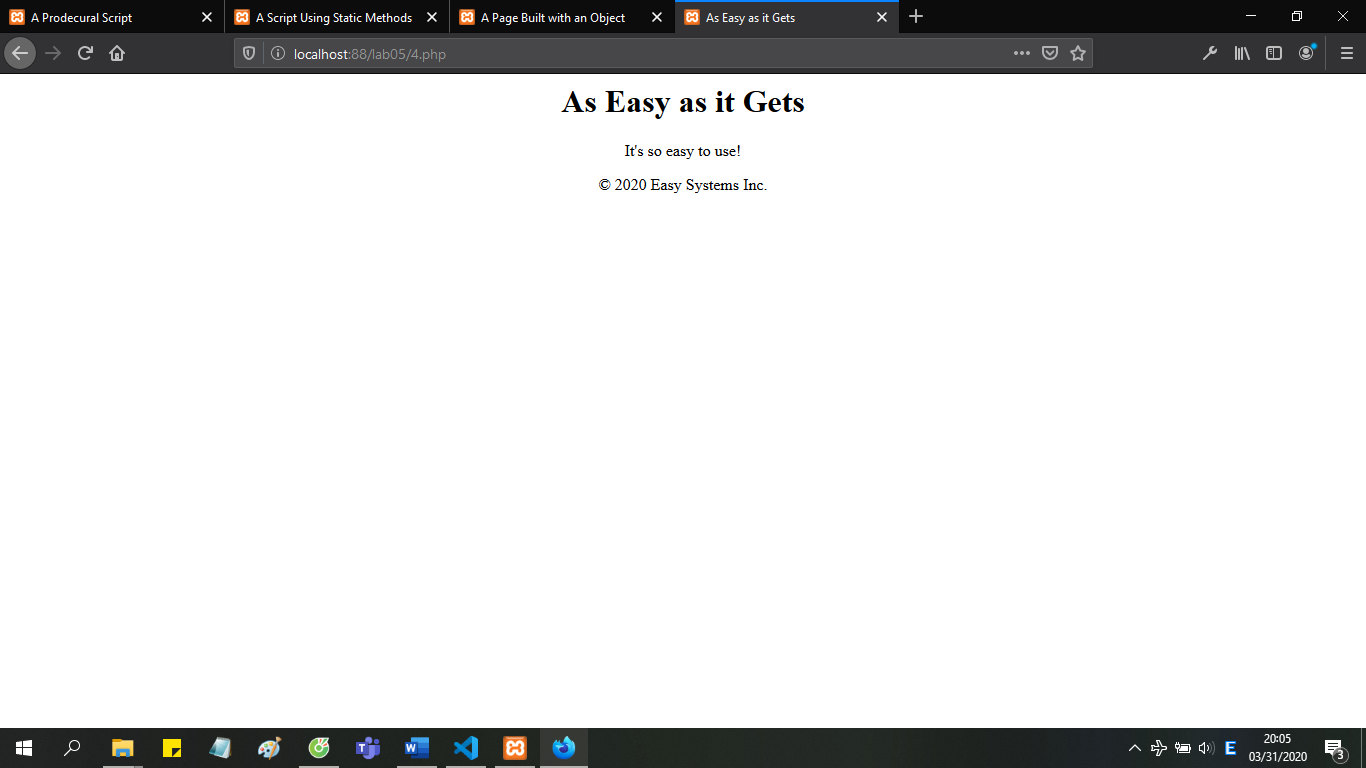 A Prodecural Script
A Script Using Static Methods
A Page Built with an Object
As Easy as it Gets
localhost:88/lab05/4.php
As Easy as it Gets
It's so easy to use!
© 2020 Easy Systems Inc.
E
20:05
03/31/2020
3